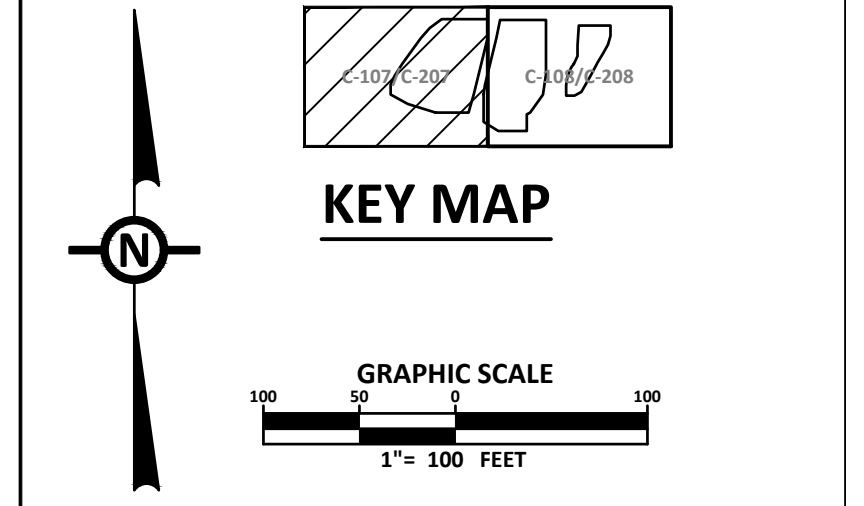 C-107/C-207 C-108/C-208
KEY MAP
N
GRAPHIC SCALE
100 50 0 100
1"= 100 FEET